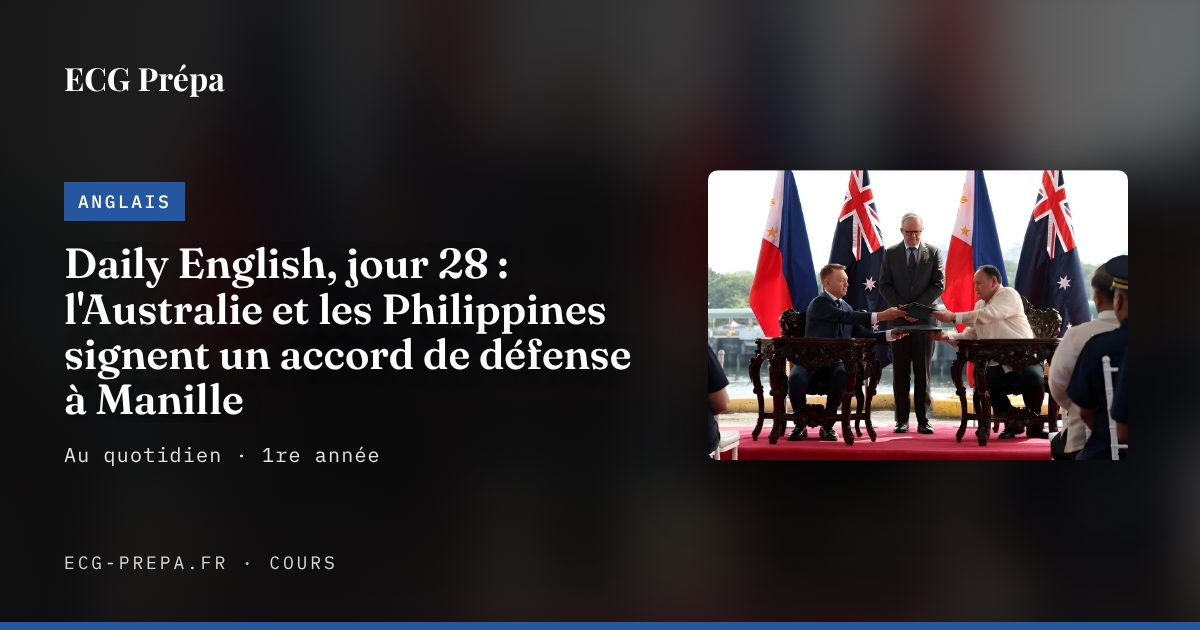 ECG Prépa
ANGLAIS
Daily English, jour 28 :
l'Australie et les Philippines
signent un accord de défense
à Manille
Au quotidien · 1re année
ECG-PREPA.FR · COURS